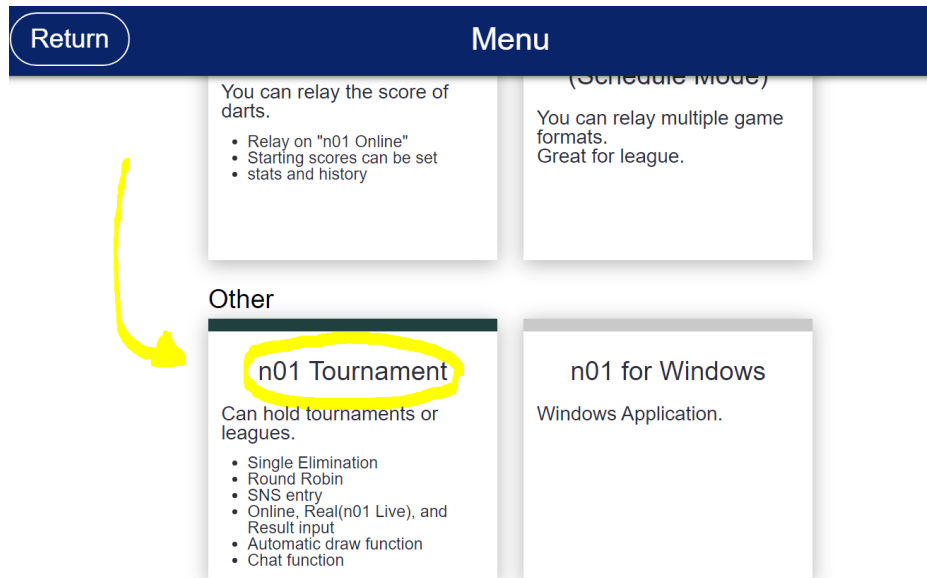 Return
Menu
You can relay the score of
darts.
Relay on "n01 Online"
Starting scores can be set
stats and history
(Schedule Mode)
You can relay multiple game
formats.
Great for league.
Other
n01 Tournament
Can hold tournaments or
leagues.
Single Elimination
Round Robin
SNS entry
Online, Real(n01 Live), and
Result input
Automatic draw function
Chat function
n01 for Windows
Windows Application.